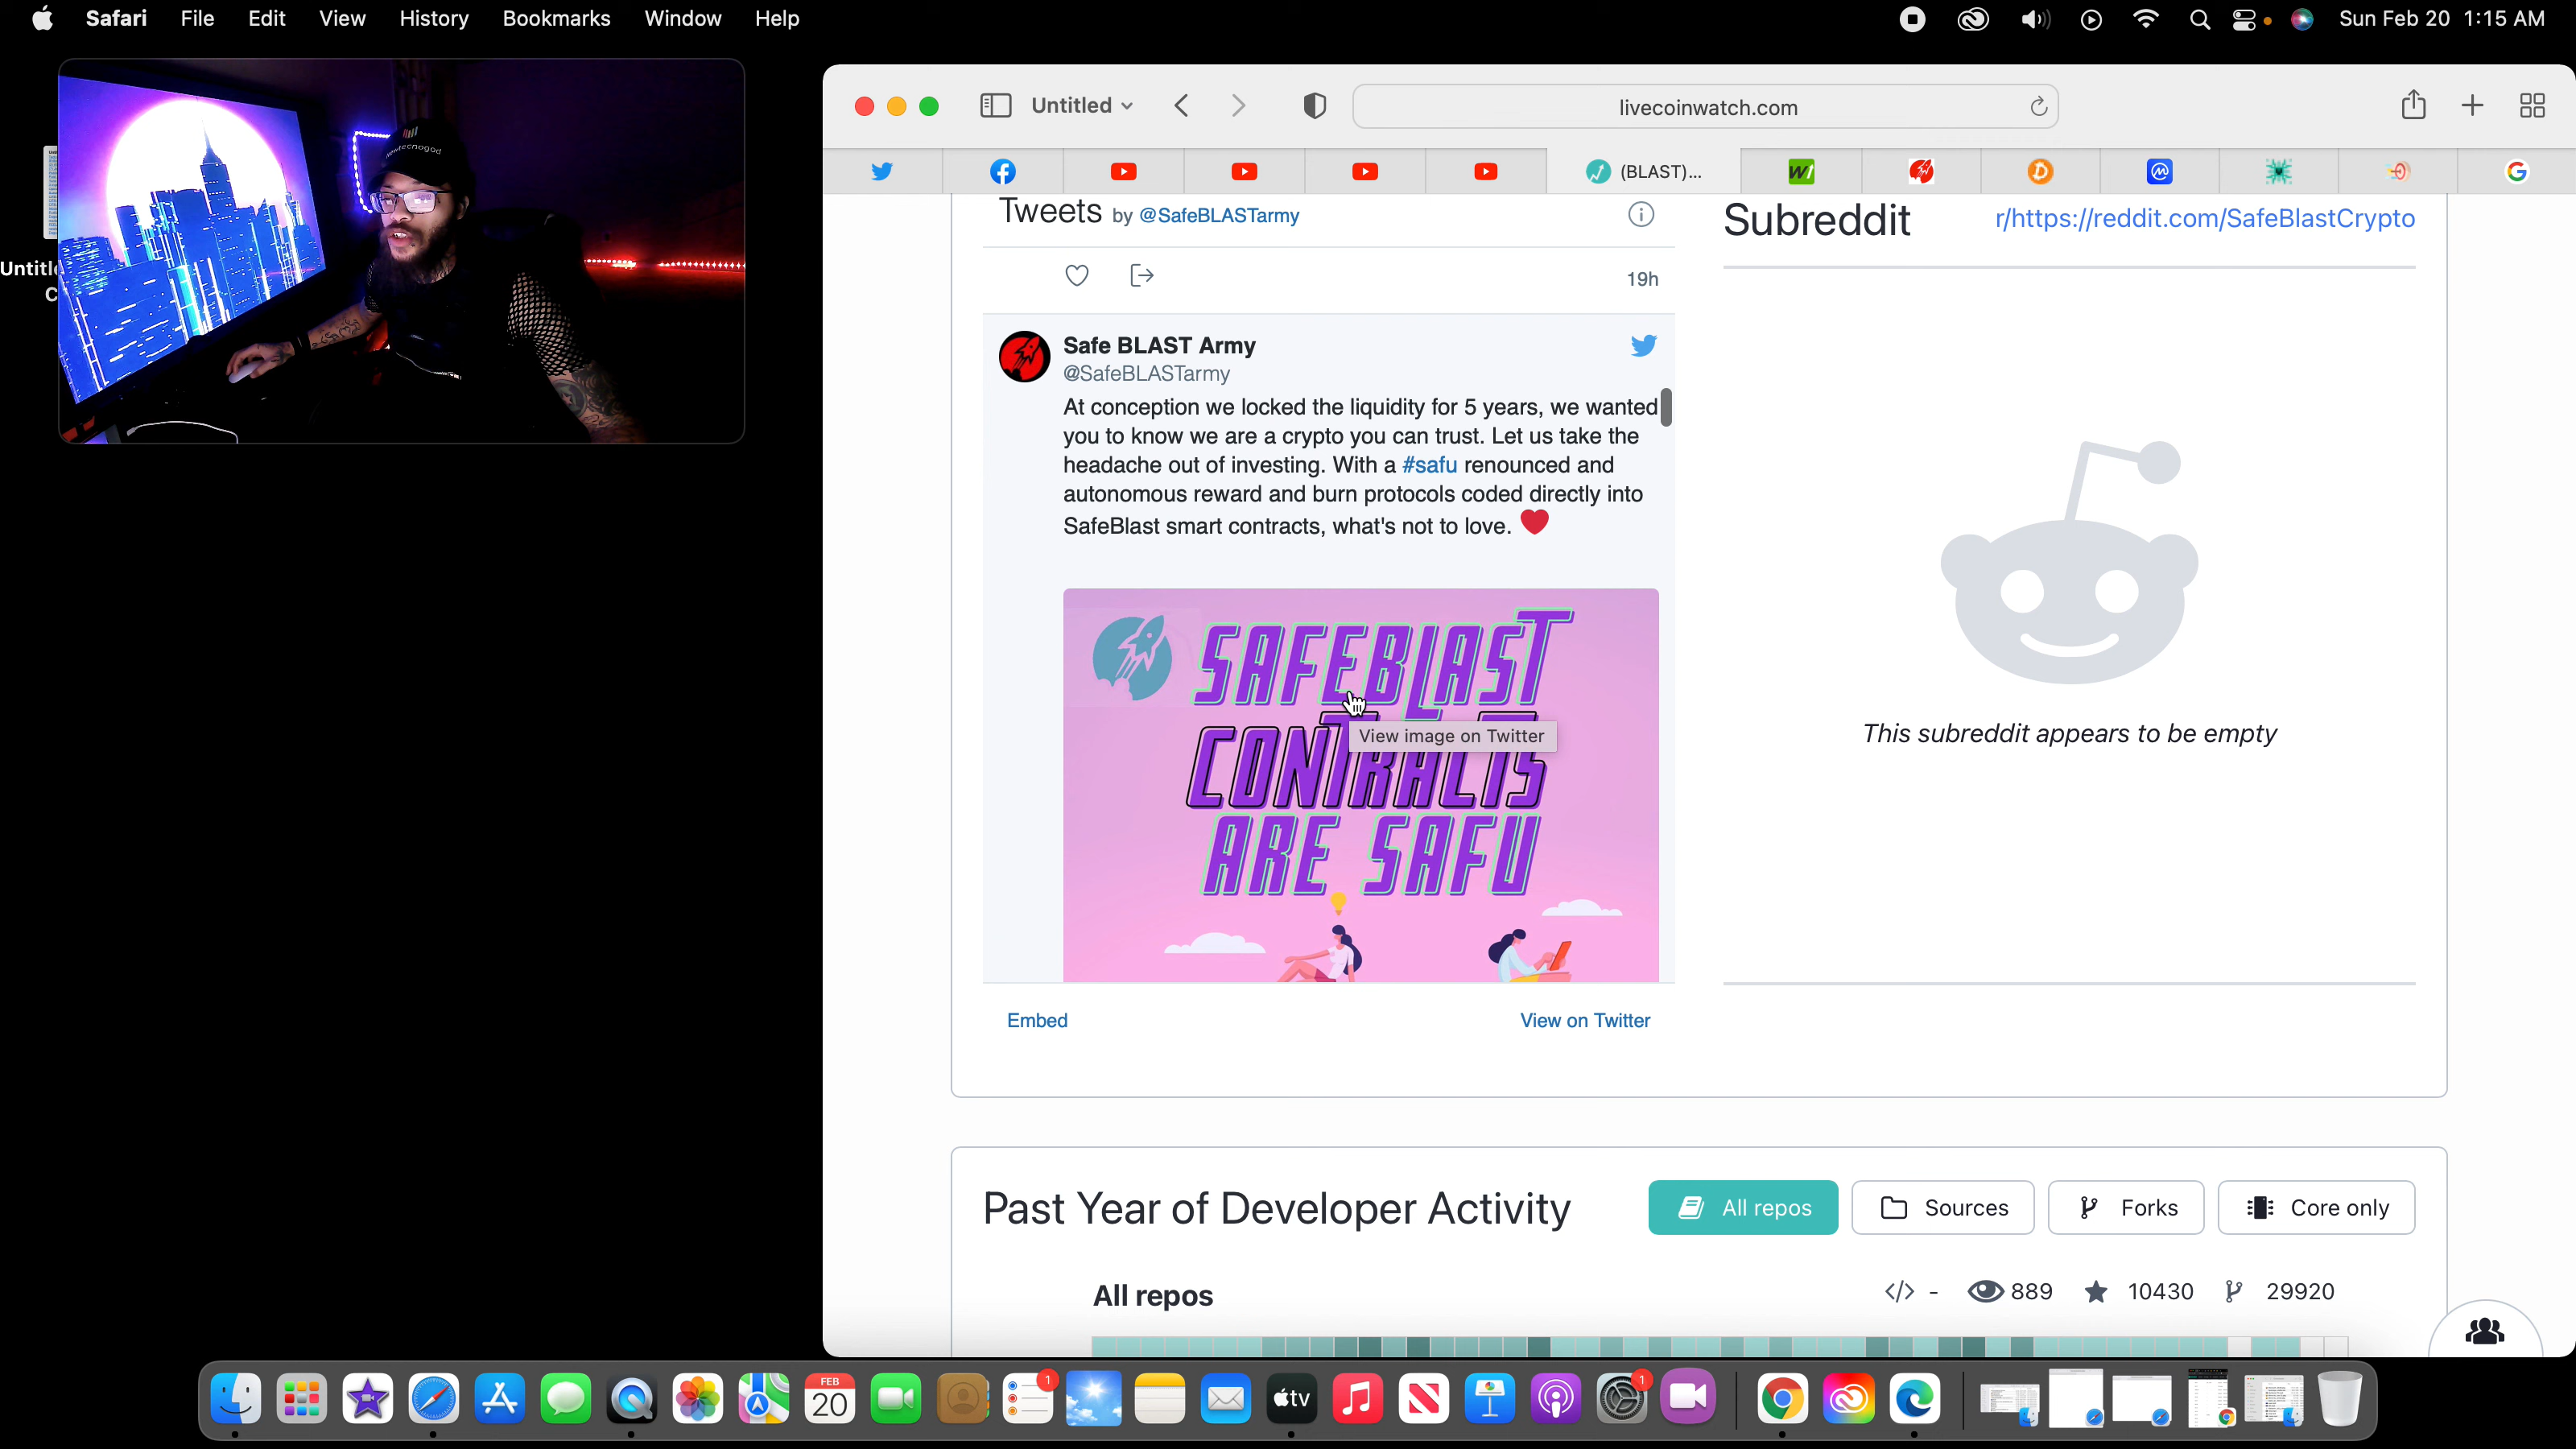 Safari File Edit View History Bookmarks Window Help
Sun Feb 20 1:15 AM
Untitled
livecoinwatch.com
(BLAST)...
Tweets by @SafeBLASTarmy
19h
Safe BLAST Army
@SafeBLASTarmy
At conception we locked the liquidity for 5 years, we wanted
you to know we are a crypto you can trust. Let us take the
headache out of investing. With a #safu renounced and
autonomous reward and burn protocols coded directly into
SafeBlast smart contracts, what's not to love.
SAFEBLAST
CONTRACTS
ARE SAFU
View image on Twitter
Embed
View on Twitter
Subreddit
r/https://reddit.com/SafeBlastCrypto
This subreddit appears to be empty
Past Year of Developer Activity
All repos
Sources
Forks
Core only
All repos
</> - 889 10430 29920
FEB
20
1
tv
1